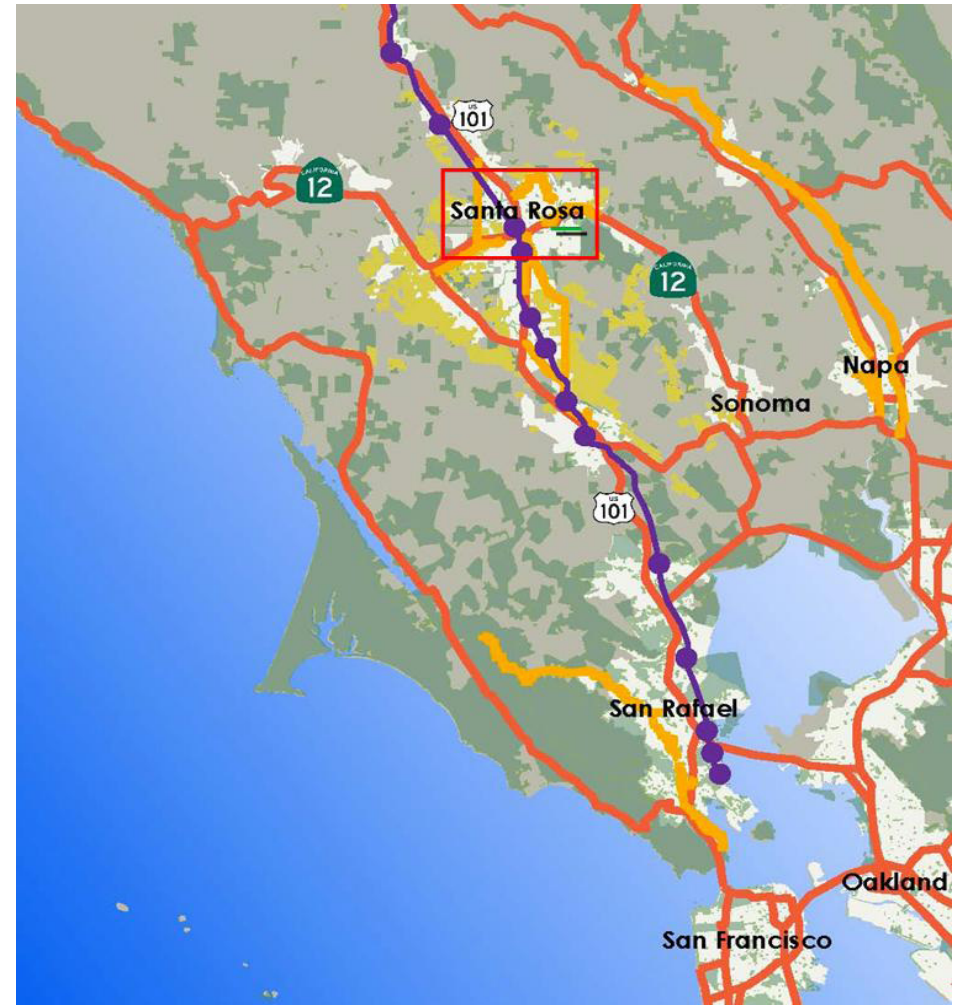 US
101
CALIFORNIA
12
Santa Rosa
CALIFORNIA
12
Napa
Sonoma
US
101
San Rafael
Oakland
San Francisco